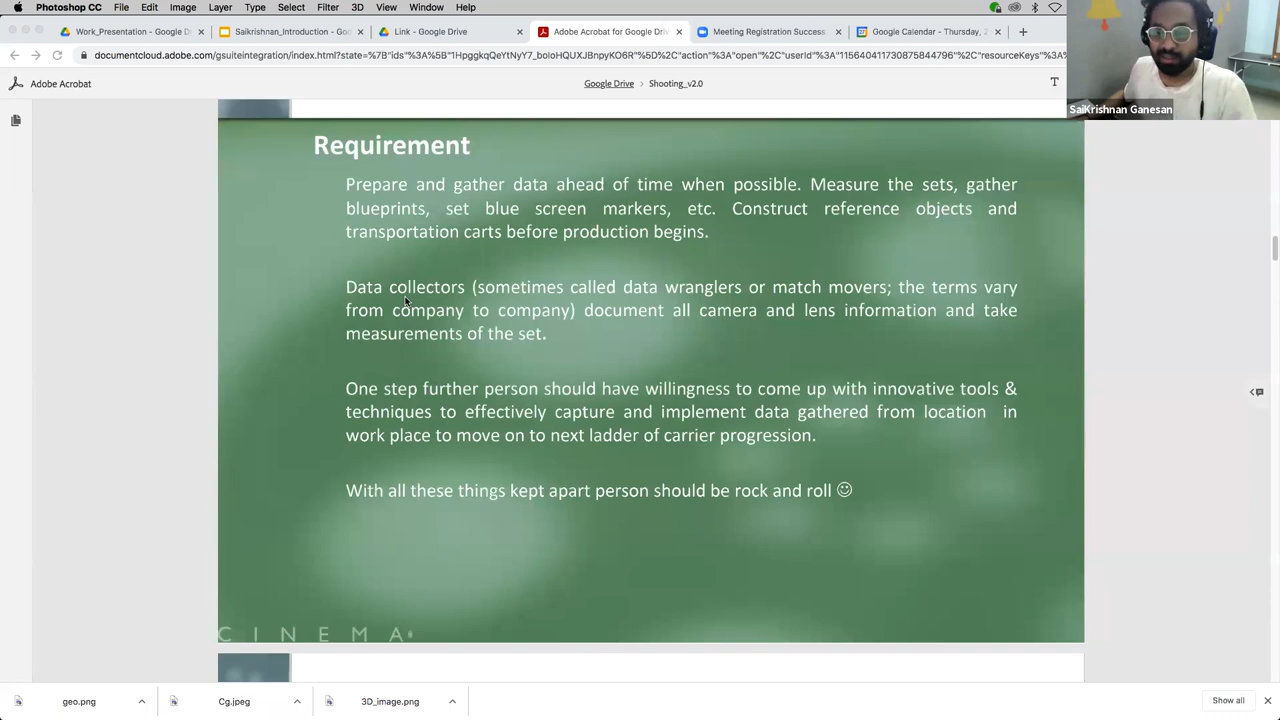 Photoshop CC File Edit Image Layer Type Select Filter 3D View Window Help
Work_Presentation - Google D
Saikrishnan_Introduction - Goo
Link - Google Drive
Adobe Acrobat for Google Driv
Meeting Registration Success
Google Calendar - Thursday, 2
Adobe Acrobat
Google Drive > Shooting_v2.0
SaiKrishnan Ganesan
Requirement
Prepare and gather data ahead of time when possible. Measure the sets, gather
blueprints, set blue screen markers, etc. Construct reference objects and
transportation carts before production begins.
Data collectors (sometimes called data wranglers or match movers; the terms vary
from company to company) document all camera and lens information and take
measurements of the set.
One step further person should have willingness to come up with innovative tools &
techniques to effectively capture and implement data gathered from location in
work place to move on to next ladder of carrier progression.
With all these things kept apart person should be rock and roll ☺
CINEMA
geo.png
Cg.jpeg
3D_image.png
Show all